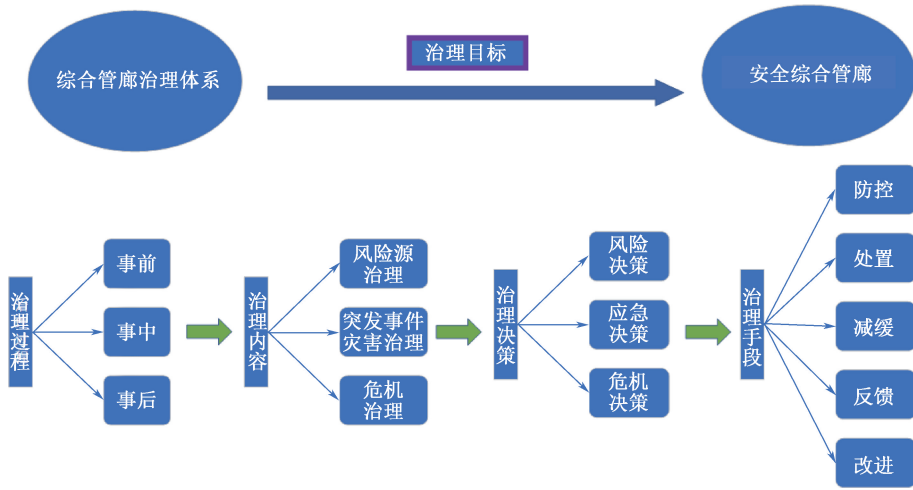 综合管廊治理体系
治理目标
安全综合管廊
治理过程
事前
事中
事后
治理内容
风险源
治理
突发事件
灾害治理
危机
治理
治理决策
风险
决策
应急
决策
危机
决策
治理手段
防控
处置
减缓
反馈
改进